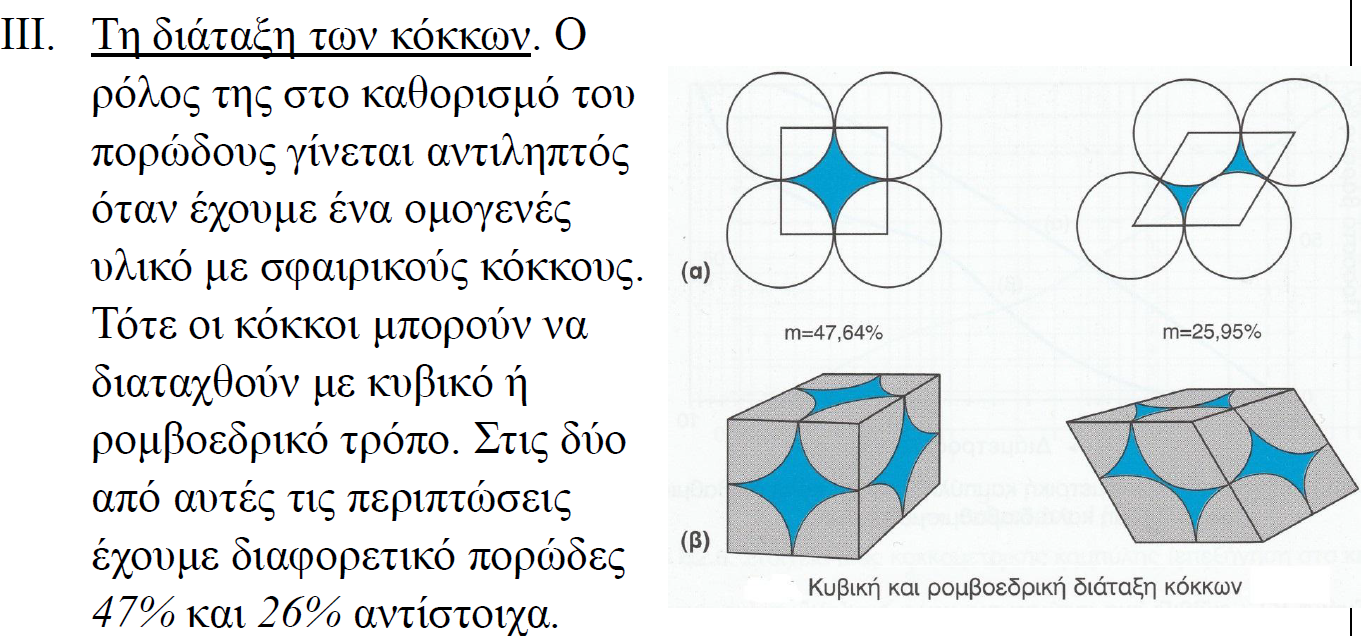 III. Τη διάταξη των κόκκων. Ο
ρόλος της στο καθορισμό του
πορώδους γίνεται αντιληπτός
όταν έχουμε ένα ομογενές
υλικό με σφαιρικούς κόκκους.
Τότε οι κόκκοι μπορούν να
διαταχθούν με κυβικό ή
ρομβοεδρικό τρόπο. Στις δύο
από αυτές τις περιπτώσεις
έχουμε διαφορετικό πορώδες
47% και 26% αντίστοιχα.
(α)
m=47,64%
m=25,95%
(β)
Κυβική και ρομβοεδρική διάταξη κόκκων